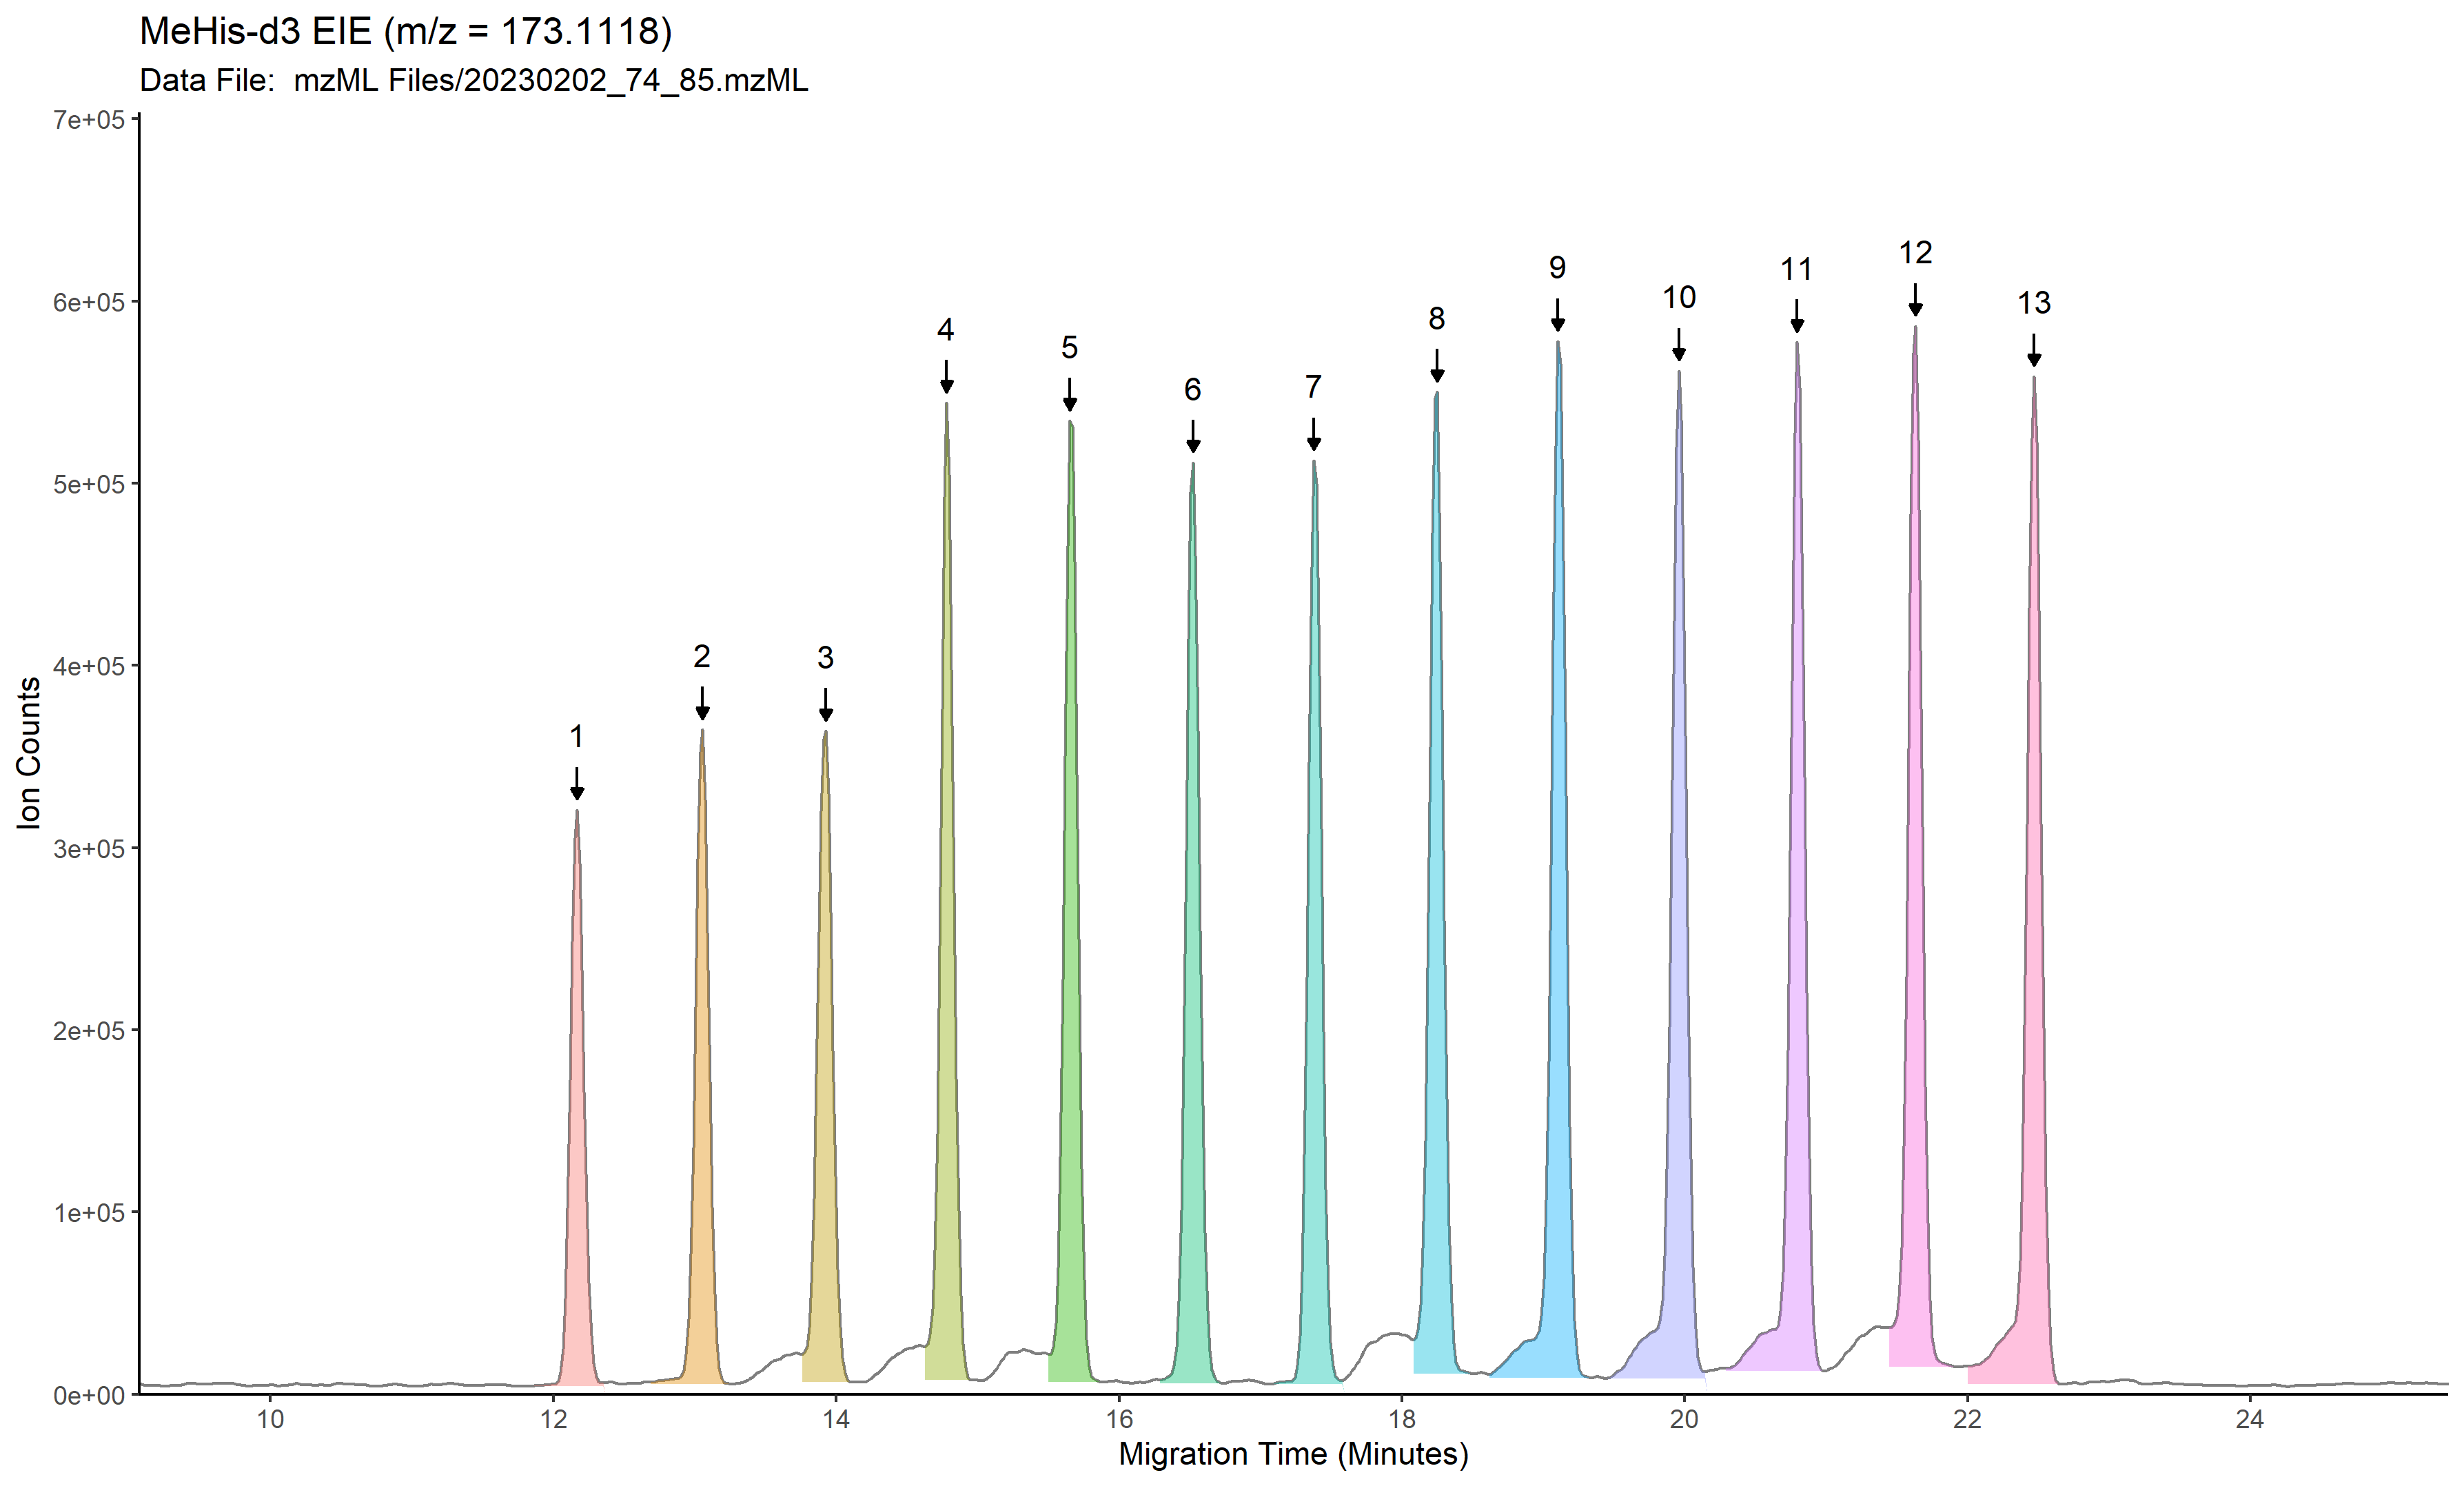 MeHis-d3 EIE (m/z = 173.1118)
Data File:  mzML Files/20230202_74_85.mzML
7e+05
6e+05
5e+05
4e+05
3e+05
2e+05
1e+05
0e+00
Ion Counts
1
2
3
4
5
6
7
8
9
10
11
12
13
10
12
14
16
18
20
22
24
Migration Time (Minutes)